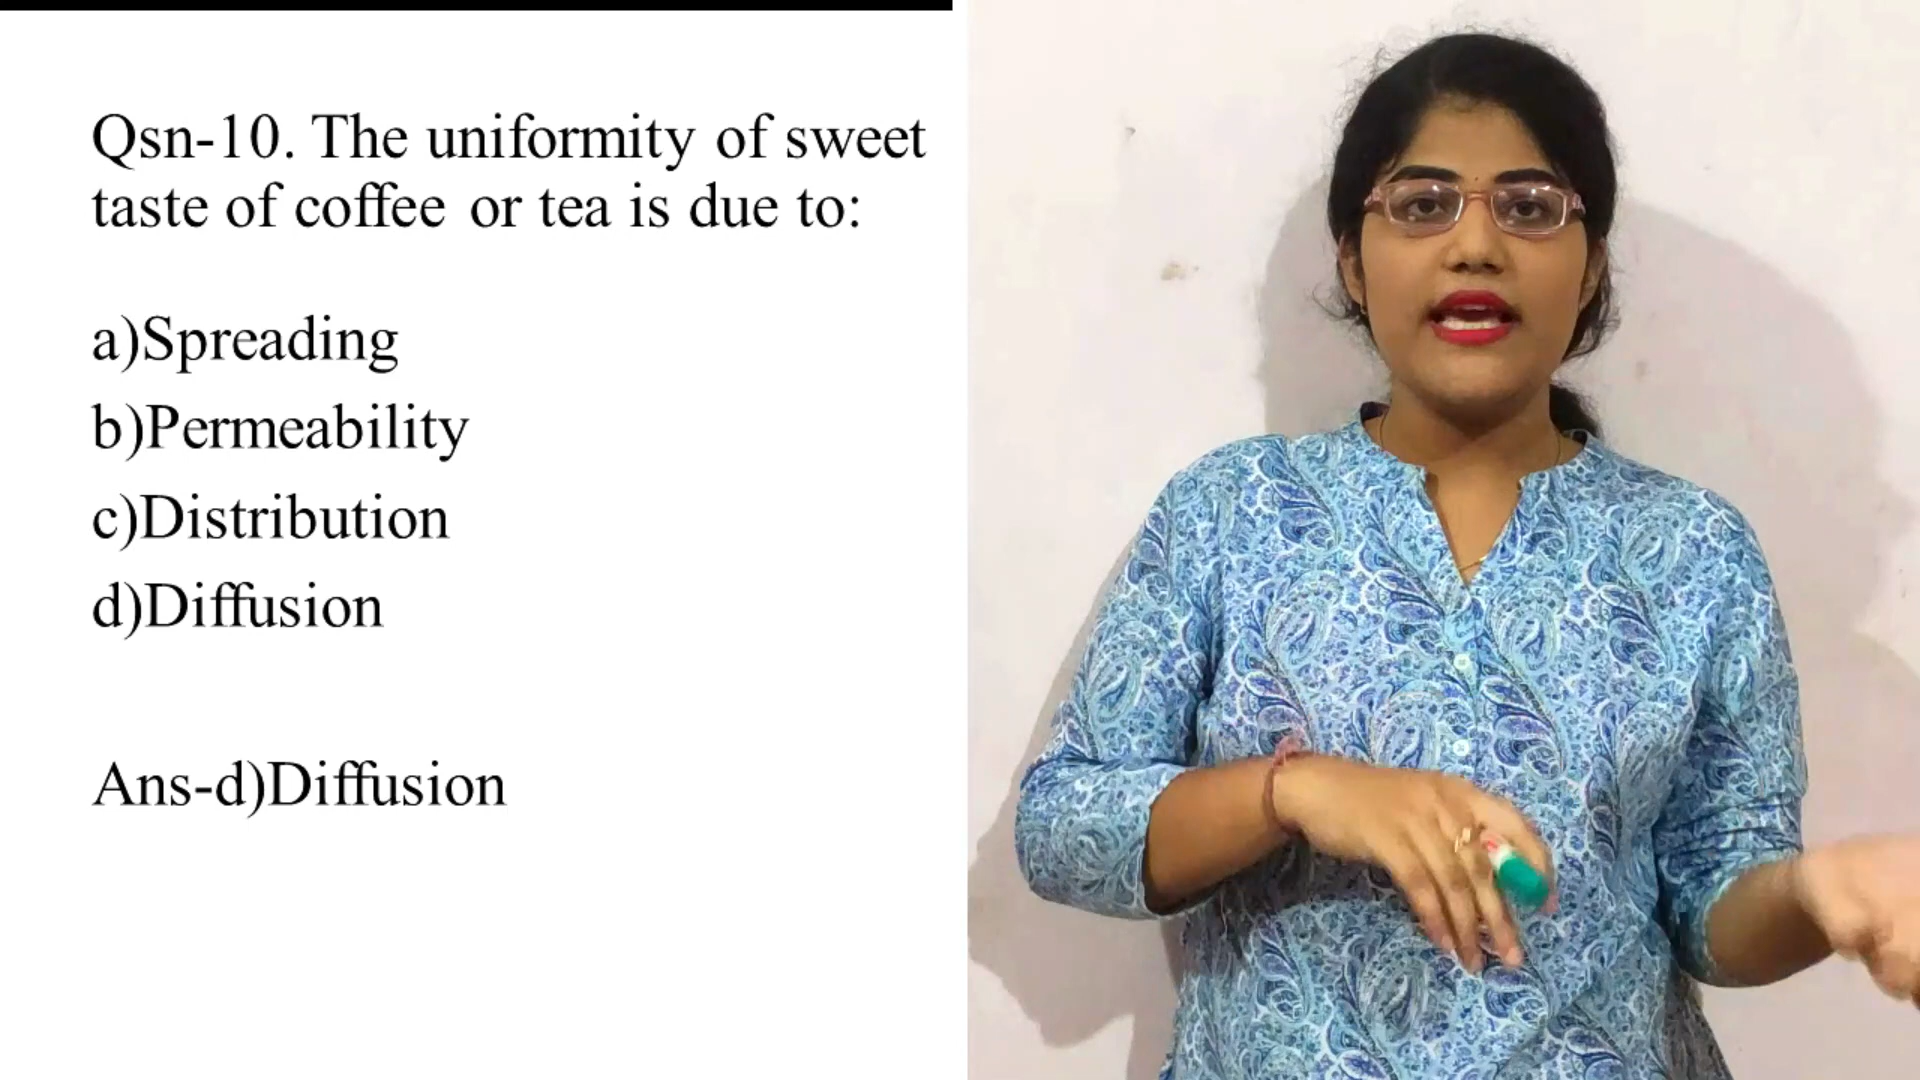 Qsn-10. The uniformity of sweet
taste of coffee or tea is due to:
a)Spreading
b)Permeability
c)Distribution
d)Diffusion
Ans-d)Diffusion